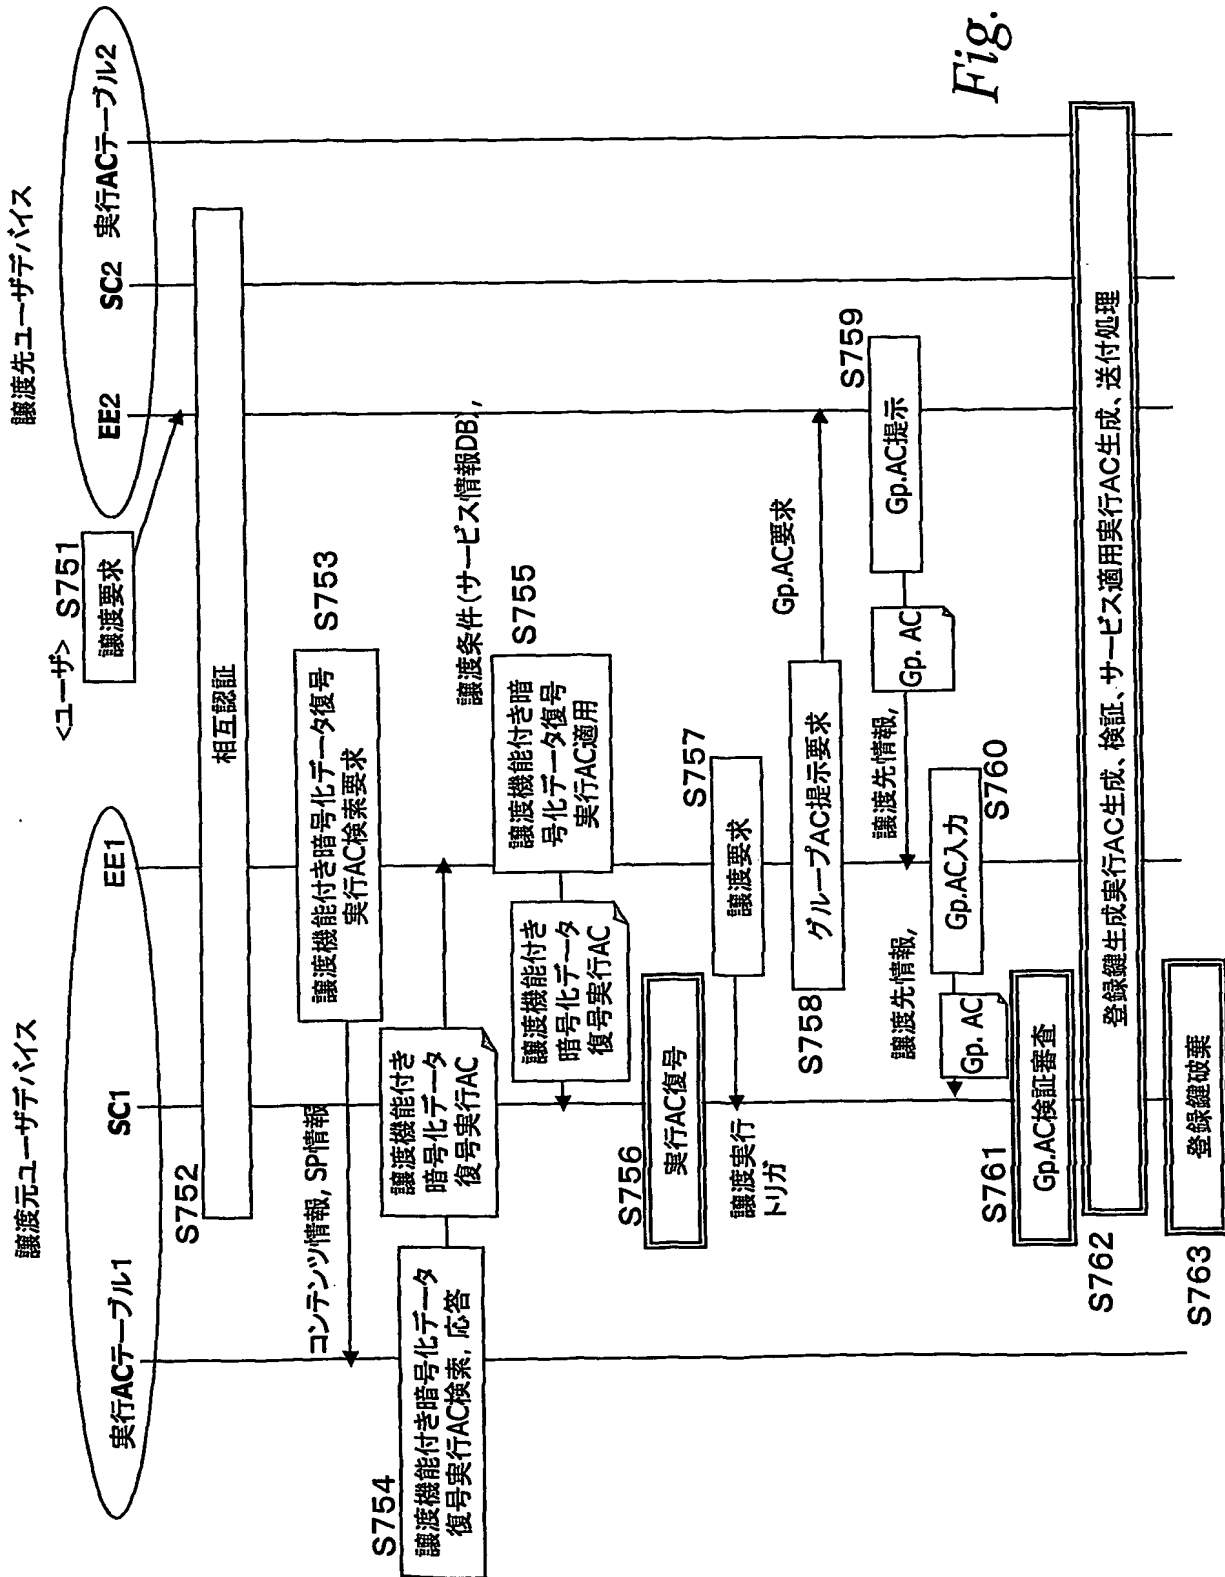 譲渡元ユーザデバイス
実行ACテーブル1
SC1
EE1
譲渡先ユーザデバイス
EE2
SC2
実行ACテーブル2
<ユーザ>
S751
譲渡要求
S752
相互認証
S753
譲渡機能付き暗号化データ復号
実行AC検索要求
コンテンツ情報, SP情報
S754
譲渡機能付き暗号化データ
復号実行AC検索, 応答
譲渡機能付き
暗号化データ
復号実行AC
譲渡条件(サービス情報DB),
S755
譲渡機能付き暗
号化データ復号
実行AC適用
譲渡機能付き
暗号化データ
復号実行AC
S756
実行AC復号
S757
譲渡要求
譲渡実行
トリガ
S758
グループAC提示要求
Gp.AC要求
S759
Gp.AC提示
Gp. AC
譲渡先情報,
S760
Gp.AC入力
譲渡先情報,
Gp. AC
S761
Gp.AC検証審査
S762
登録鍵生成実行AC生成、検証、サービス適用実行AC生成、送付処理
S763
登録鍵破棄
Fig.